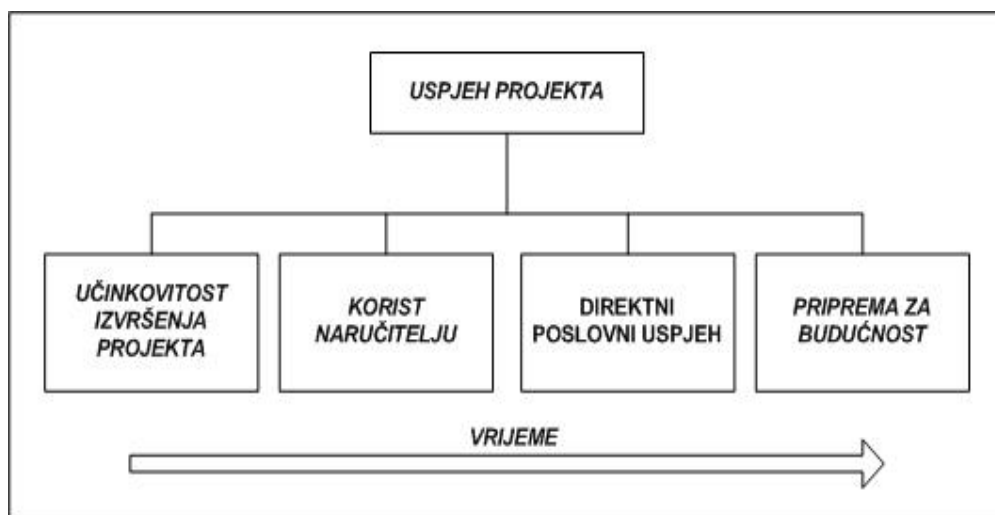 USPJEH PROJEKTA
UČINKOVITOST
IZVRŠENJA
PROJEKTA
KORIST
NARUČITELJU
DIREKTNI
POSLOVNI USPJEH
PRIPREMA ZA
BUDUĆNOST
VRIJEME